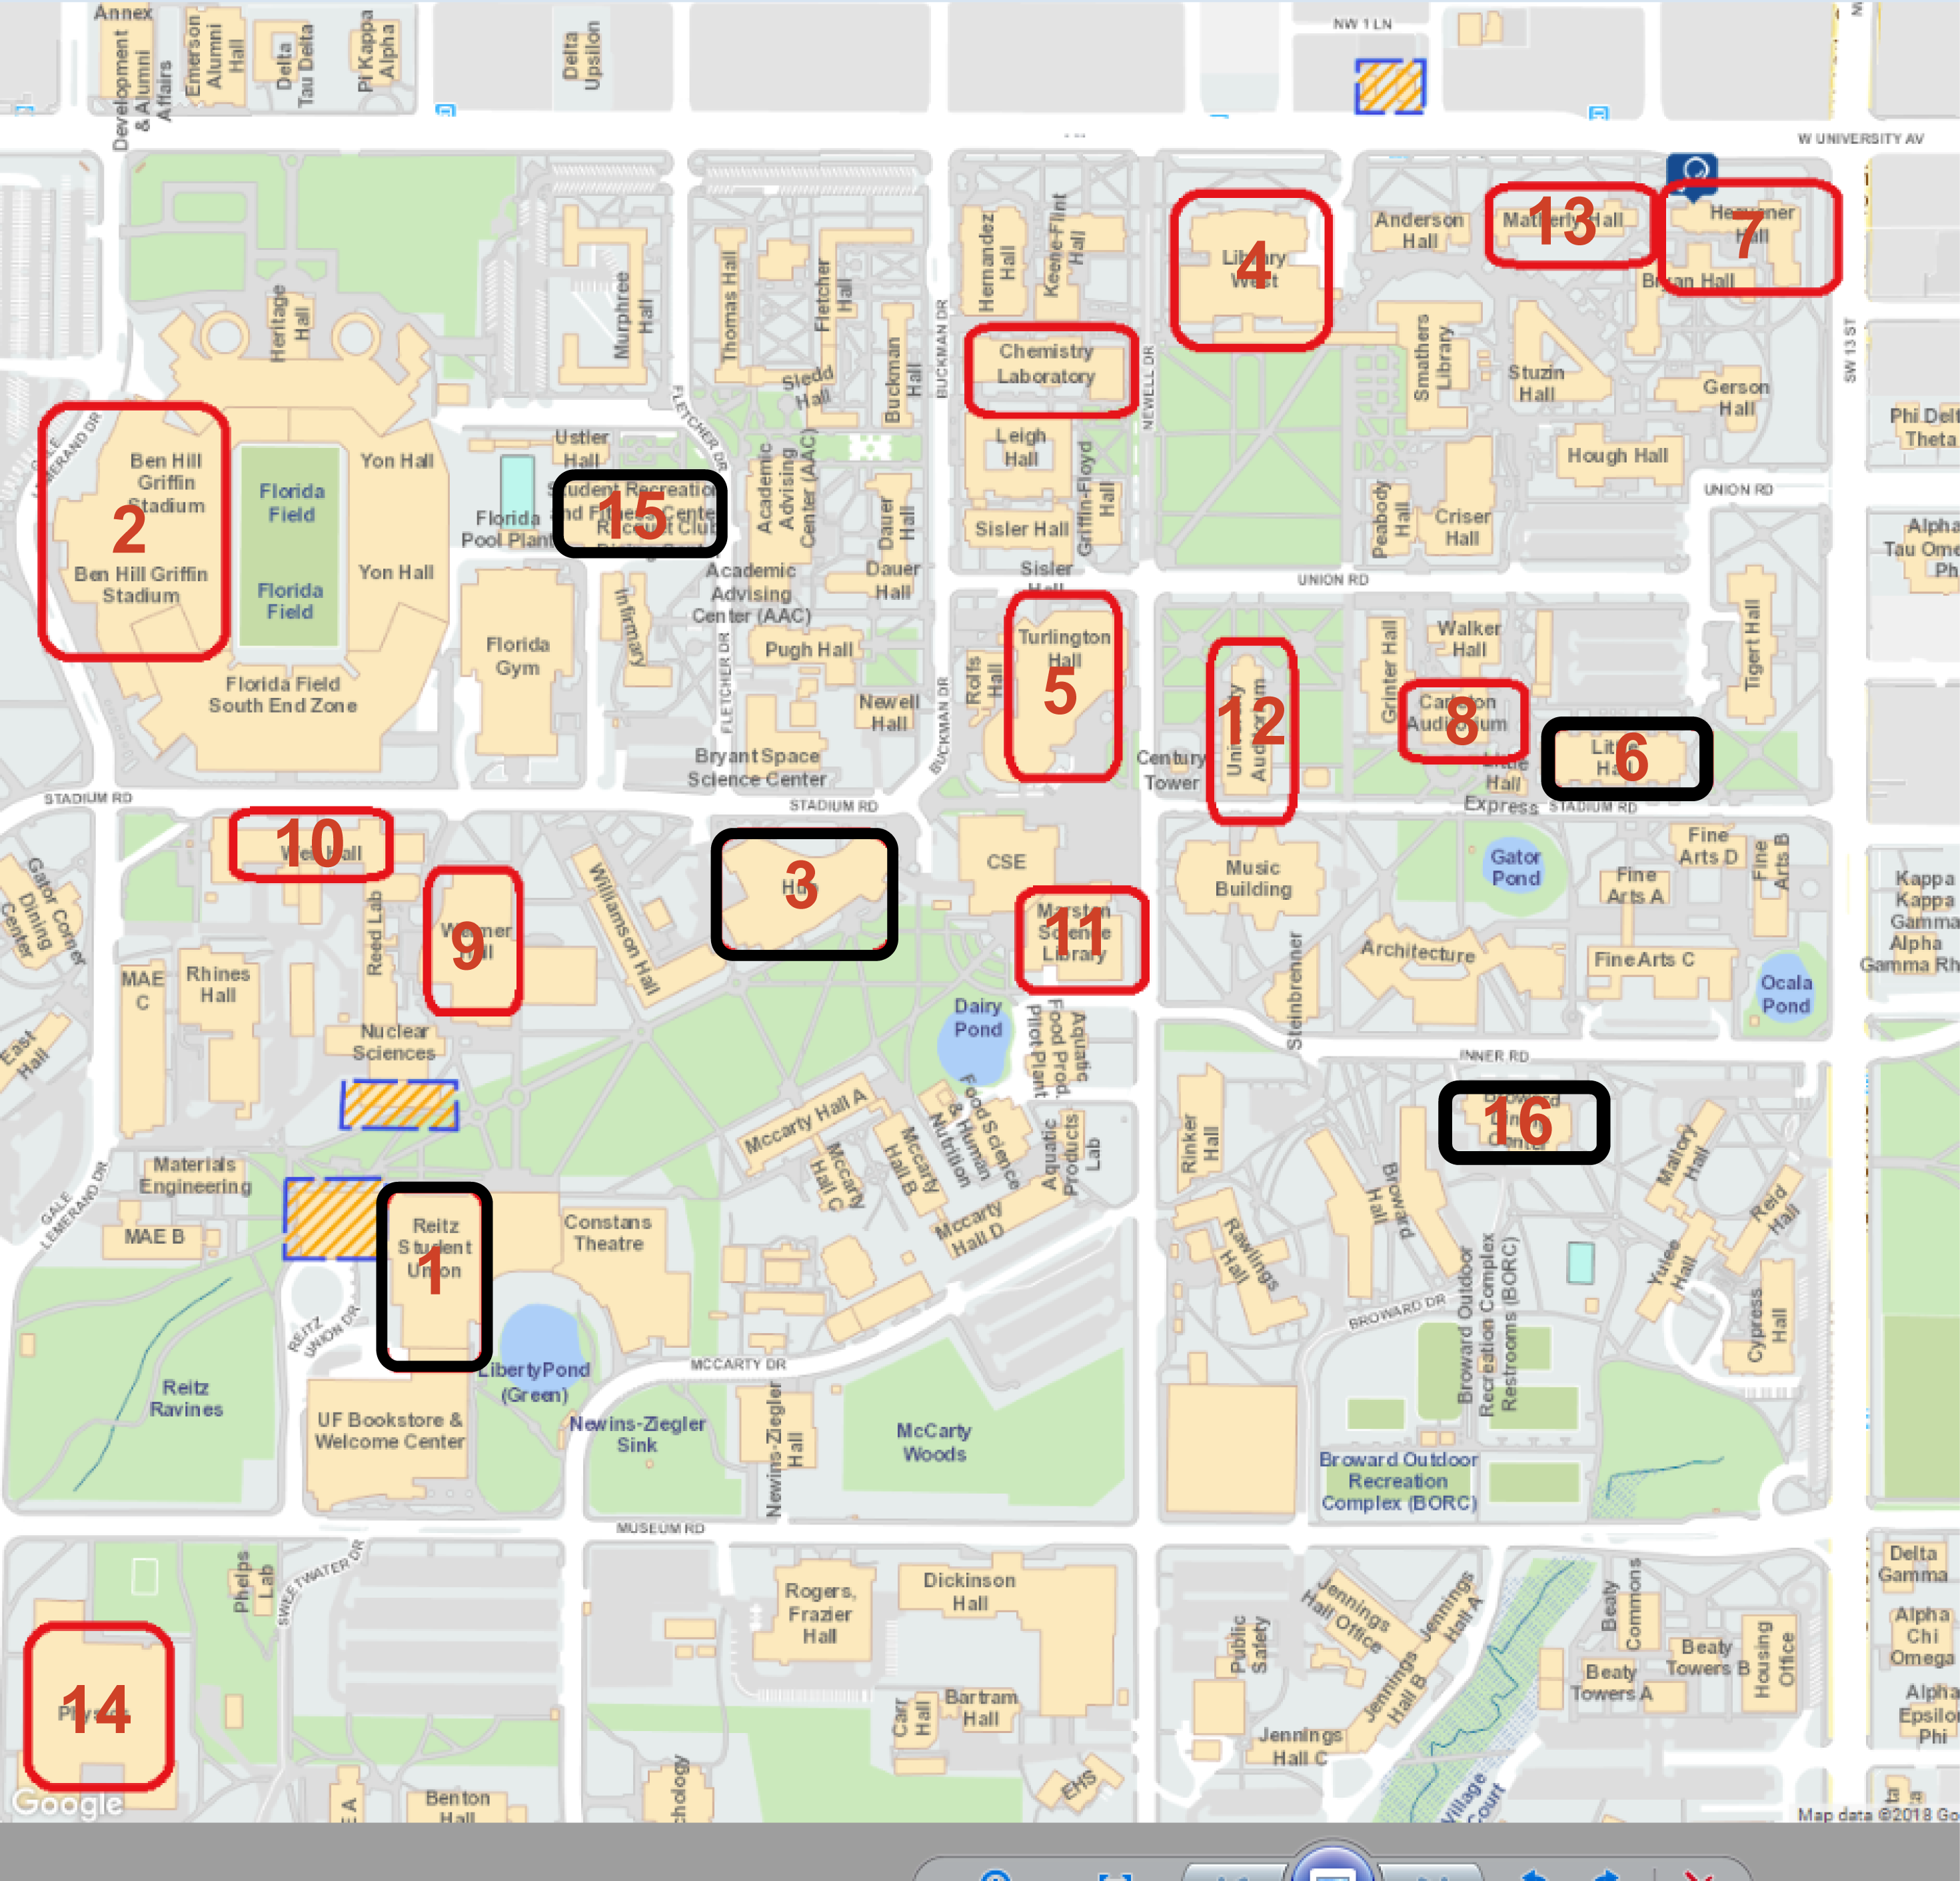 Annex
Development
& Alumni
Affairs
Emerson
Alumni
Hall
Delta
Tau Delta
Pi Kappa
Alpha
Delta
Upsilon
NW 1 LN
W UNIVERSITY AV
Heritage
Hall
Murphree
Hall
Thomas Hall
Fletcher
Hall
Sledd
Hall
Buckman
Hall
BUCKMAN DR
Hernandez
Hall
Keene-Flint
Hall
Chemistry
Laboratory
NEWELL DR
Library
West
4
Anderson
Hall
Matherly Hall
13
Heavener
Hall
7
Bryan Hall
Smathers
Library
Stuzin
Hall
Gerson
Hall
SW 13 ST
Phi Delt
Theta
GALE
LEMERAND DR
Ben Hill
Griffin
Stadium
2
Ben Hill Griffin
Stadium
Florida
Field
Florida
Field
Yon Hall
Yon Hall
Florida Field
South End Zone
Ustler
Hall
FLETCHER DR
Florida
Pool Plant
Student Recreation
and Fitness Center
15
Florida
Gym
Infirmary
Academic
Advising
Center (AAC)
Academic
Advising
Center (AAC)
Dauer
Hall
Dauer
Hall
Pugh Hall
FLETCHER DR
Newell
Hall
Bryant Space
Science Center
BUCKMAN DR
Leigh
Hall
Griffin-Floyd
Hall
Sisler Hall
Sisler
Hall
Rolfs
Hall
Turlington
Hall
5
Peabody
Hall
Criser
Hall
Hough Hall
UNION RD
UNION RD
Alpha
Tau Ome
Ph
Tigert Hall
Century
Tower
University
Auditorium
12
Grinter Hall
Walker
Hall
Carleton
Auditorium
8
Little
Hall
Express
Little
Hall
6
STADIUM RD
STADIUM RD
STADIUM RD
Gator Corner
Dining
Center
Weil Hall
10
Reed Lab
Weimer
Hall
9
Williamson Hall
Hub
3
CSE
Marston
Science
Library
11
Music
Building
Gator
Pond
Fine
Arts D
Fine
Arts B
Fine
Arts A
Fine Arts C
Architecture
Steinbrenner
Ocala
Pond
Kappa
Kappa
Gamma
Alpha
Gamma Rh
MAE
C
Rhines
Hall
Nuclear
Sciences
East
Hall
Dairy
Pond
Pilot Plant
Food Prod.
Aquatic
INNER RD
Food Science
& Human
Nutrition
Mccarty Hall A
Mccarty
Hall C
Mccarty
Hall B
Mccarty
Hall D
Aquatic
Products
Lab
Rinker
Hall
Broward
Dining
Center
16
Broward
Hall
Mallory
Hall
Reid
Hall
Yulee
Hall
Cypress
Hall
Rawlings
Hall
BROWARD DR
Broward Outdoor
Recreation Complex
Restrooms (BORC)
Materials
Engineering
GALE
LEMERAND DR
MAE B
Reitz
Student
Union
1
Constans
Theatre
REITZ
UNION DR
Reitz
Ravines
LibertyPond
(Green)
MCCARTY DR
UF Bookstore &
Welcome Center
Newins-Ziegler
Sink
Newins-Ziegler
Hall
McCarty
Woods
Broward Outdoor
Recreation
Complex (BORC)
MUSEUM RD
Phelps
Lab
SWEETWATER DR
Rogers,
Frazier
Hall
Dickinson
Hall
Physics
14
Carr
Hall
Bartram
Hall
EHS
Public
Safety
Jennings
Hall Office
Jennings
Hall A
Jennings
Hall B
Jennings
Hall C
Beaty
Commons
Beaty
Towers A
Beaty
Towers B
Housing
Office
Delta
Gamma
Alpha
Chi
Omega
Alpha
Epsilon
Phi
Village
Court
Benton
Hall
chology
Google
Map data ©2018 Go